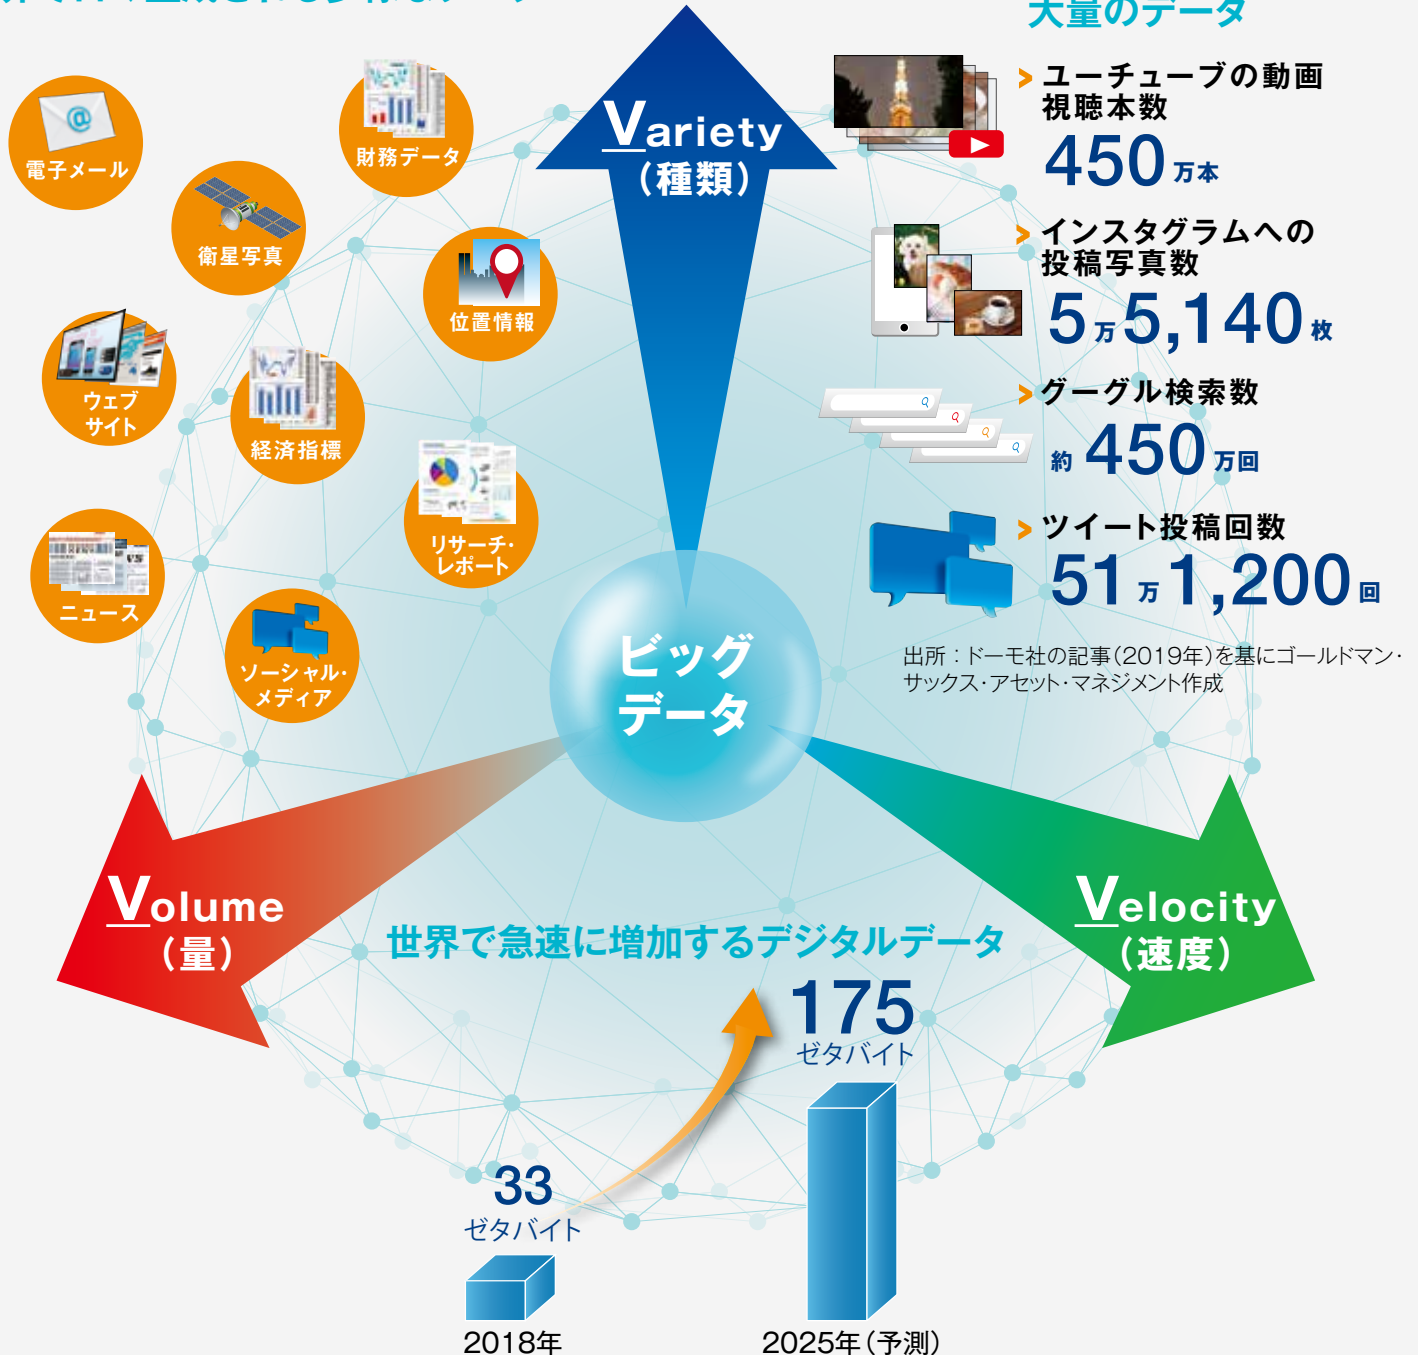 大量のデータ
Variety
(種類)
電子メール
財務データ
衛星写真
位置情報
ウェブ
サイト
経済指標
リサーチ・
レポート
ニュース
ソーシャル・
メディア
> ユーチューブの動画
視聴本数
450万本
> インスタグラムへの
投稿写真数
5万5,140枚
> グーグル検索数
約450万回
> ツイート投稿回数
51万1,200回
出所：ドーモ社の記事(2019年)を基にゴールドマン・
サックス・アセット・マネジメント作成
ビッグ
データ
Volume
(量)
Velocity
(速度)
世界で急速に増加するデジタルデータ
175
ゼタバイト
33
ゼタバイト
2018年
2025年(予測)